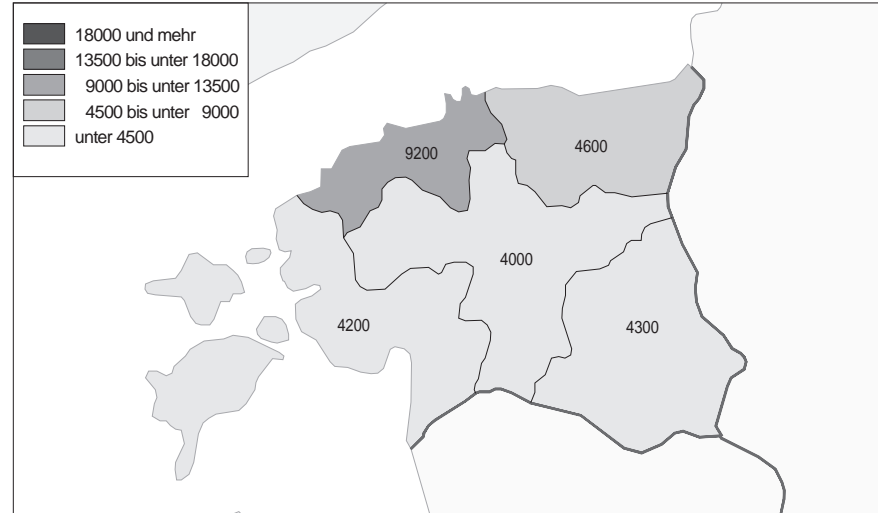 18000 und mehr
13500 bis unter 18000
9000 bis unter 13500
4500 bis unter 9000
unter 4500
9200
4600
4000
4200
4300